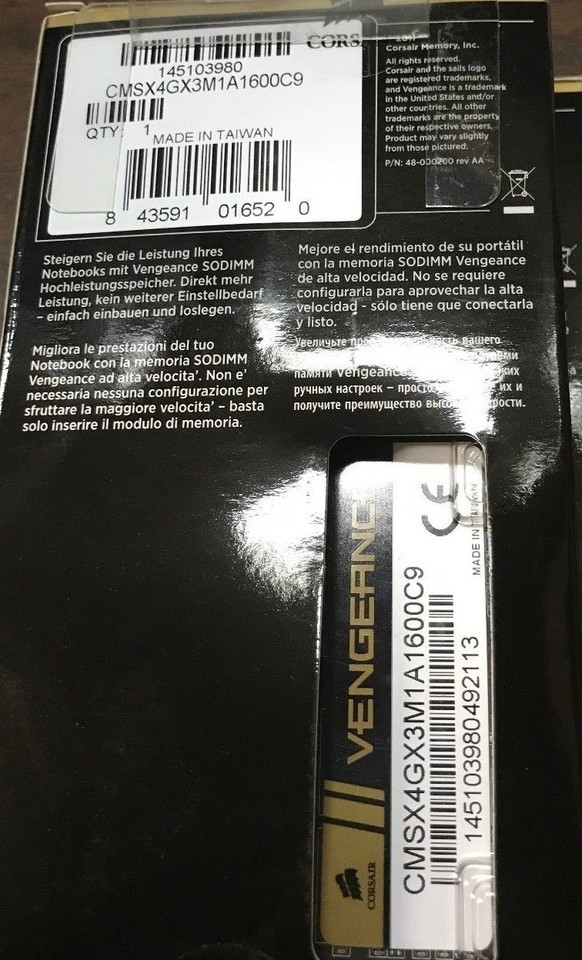 145103980
CMSX4GX3M1A1600C9
QTY: 1
MADE IN TAIWAN
8 43591 01652 0
CORS
Corsair Memory, Inc.
All rights reserved.
Corsair and the sails logo
are registered trademarks,
and Vengeance is a trademark
in the United States and/or
other countries. All other
trademarks are the property
of their respective owners.
Product may vary slightly
from those pictured.
P/N: 48-000200 rev AA
Steigern Sie die Leistung Ihres
Notebooks mit Vengeance SODIMM
Hochleistungsspeicher. Direkt mehr
Leistung, kein weiterer Einstellbedarf
– einfach einbauen und loslegen.
Migliora le prestazioni del tuo
Notebook con la memoria SODIMM
Vengeance ad alta velocita'. Non e'
necessaria nessuna configurazione per
sfruttare la maggiore velocita' – basta
solo inserire il modulo di memoria.
Mejore el rendimiento de su portátil
con la memoria SODIMM Vengeance
de alta velocidad. No se requiere
configurarla para aprovechar la alta
velocidad - sólo tiene que conectarla
y listo.
Увеличьте вашего
памяти Vengeance
ручных настроек – просто их и
получите преимущество
VENGEANC
CORSAIR
CE
MADE IN TAIWAN
CMSX4GX3M1A1600C9
145103980492113